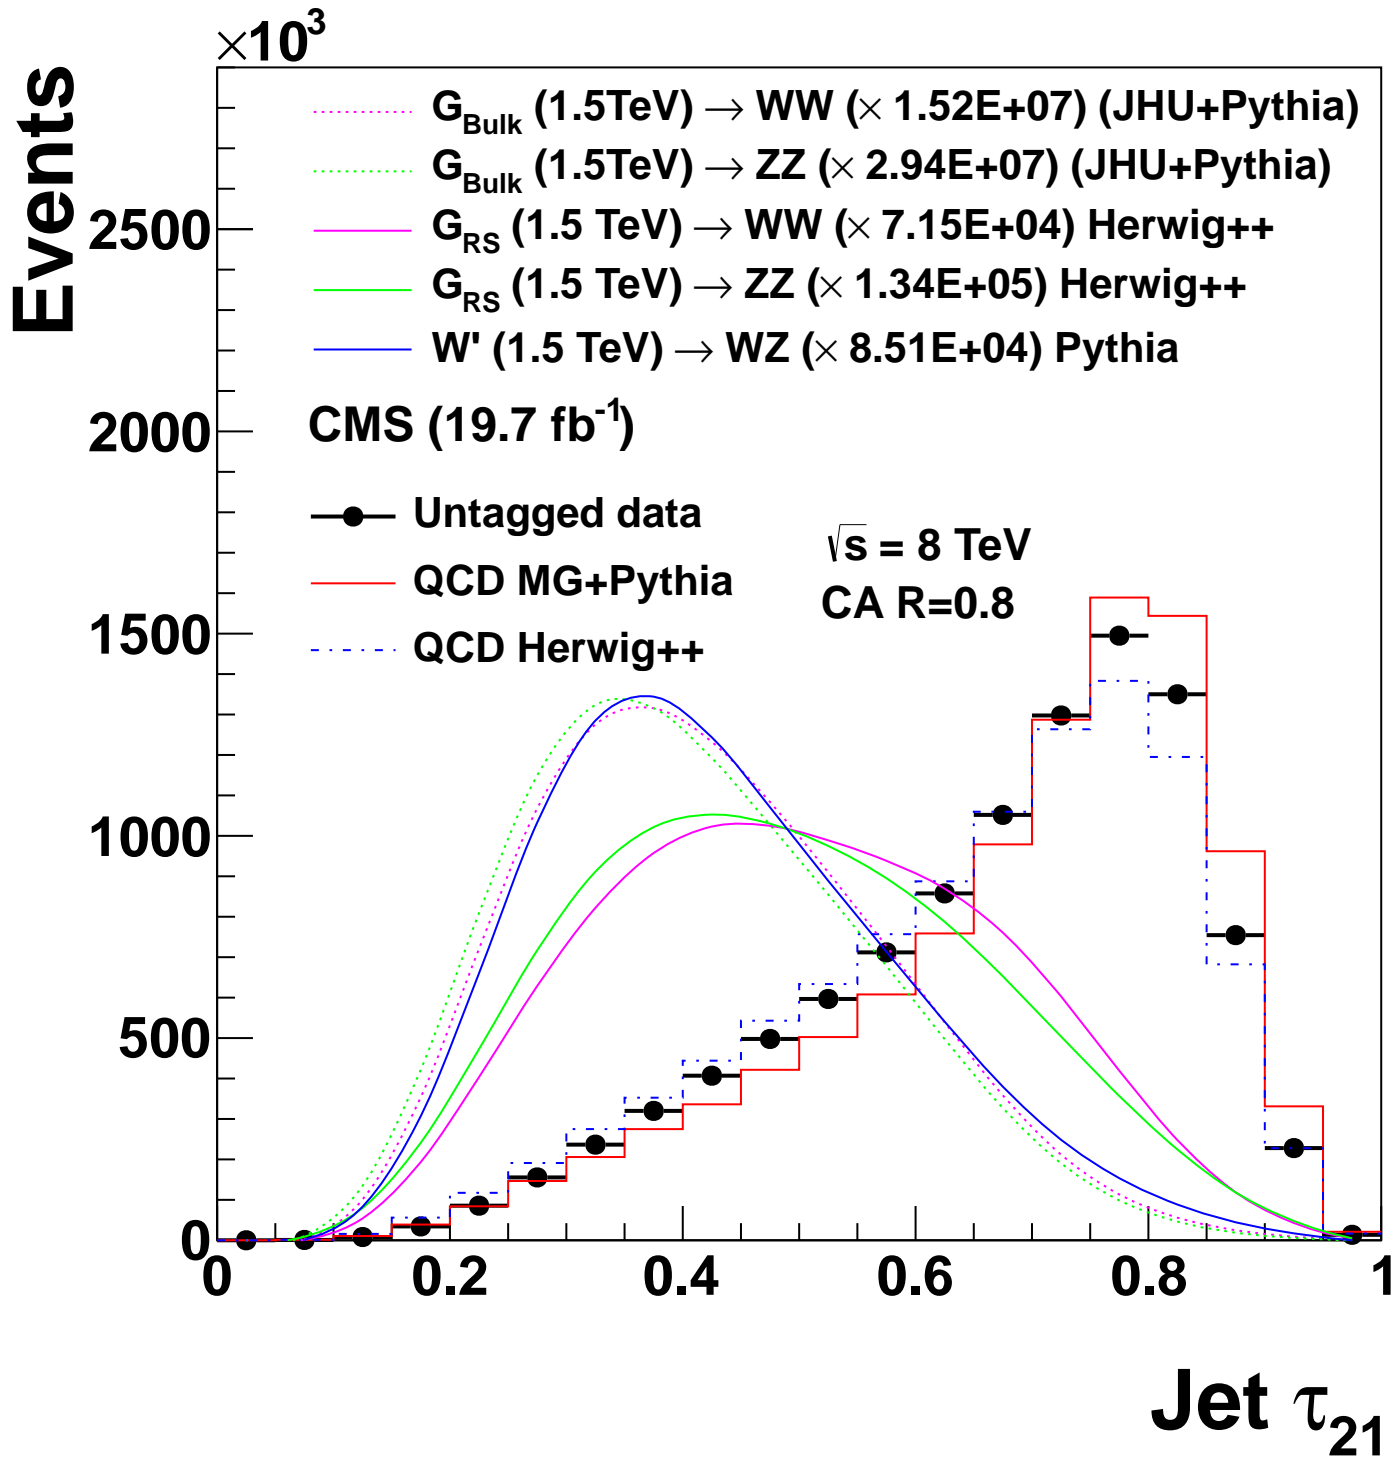 ×10³
Events
G_Bulk (1.5TeV) → WW (× 1.52E+07) (JHU+Pythia)
G_Bulk (1.5TeV) → ZZ (× 2.94E+07) (JHU+Pythia)
G_RS (1.5 TeV) → WW (× 7.15E+04) Herwig++
G_RS (1.5 TeV) → ZZ (× 1.34E+05) Herwig++
W' (1.5 TeV) → WZ (× 8.51E+04) Pythia
CMS (19.7 fb⁻¹)
Untagged data
QCD MG+Pythia
QCD Herwig++
√s = 8 TeV
CA R=0.8
2500
2000
1500
1000
500
0
0 0.2 0.4 0.6 0.8 1
Jet τ₂₁